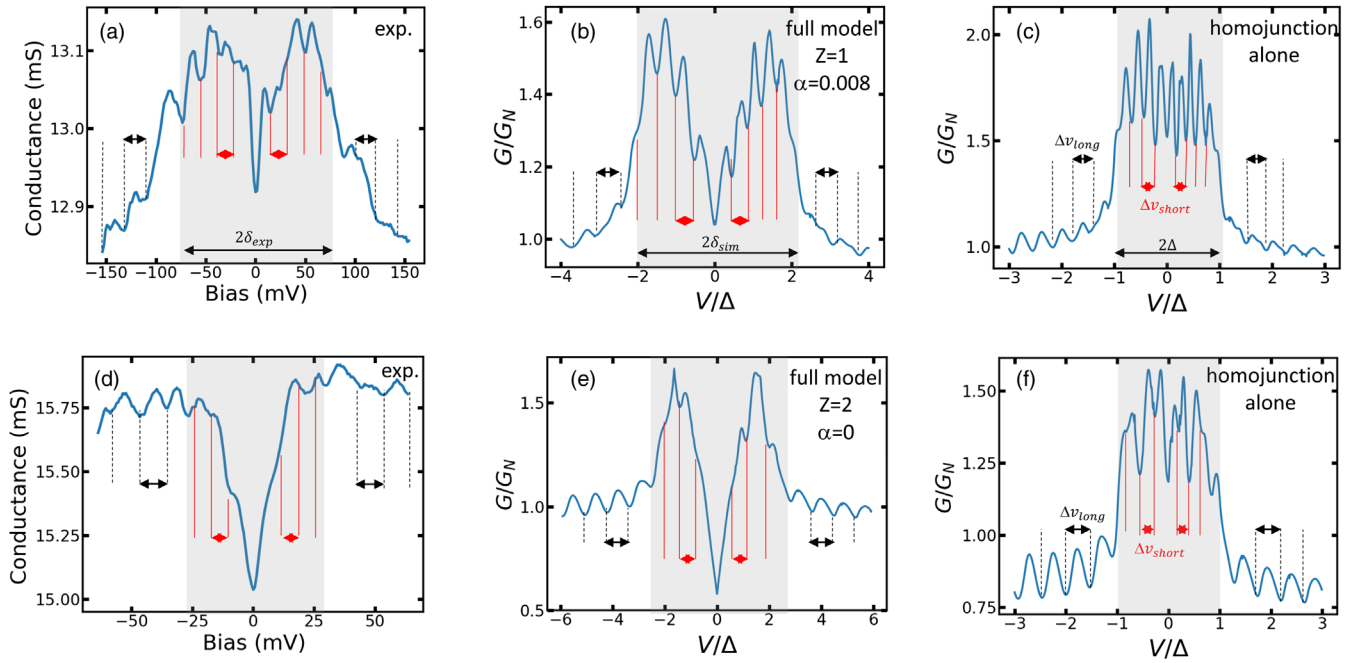 (a)
exp.
Conductance (mS)
13.1
13.0
12.9
2δexp
−150 −100 −50 0 50 100 150
Bias (mV)
(b)
full model
Z=1
α=0.008
G/GN
1.6
1.4
1.2
1.0
2δsim
−4 −2 0 2 4
V/Δ
(c)
homojunction
alone
G/GN
2.0
1.5
1.0
Δvlong
Δvshort
2Δ
−3 −2 −1 0 1 2 3
V/Δ
(d)
exp.
Conductance (mS)
15.75
15.50
15.25
15.00
−50 0 50
Bias (mV)
(e)
full model
Z=2
α=0
G/GN
1.5
1.0
0.5
−6 −4 −2 0 2 4 6
V/Δ
(f)
homojunction
alone
G/GN
1.50
1.25
1.00
0.75
Δvlong
Δvshort
−3 −2 −1 0 1 2 3
V/Δ